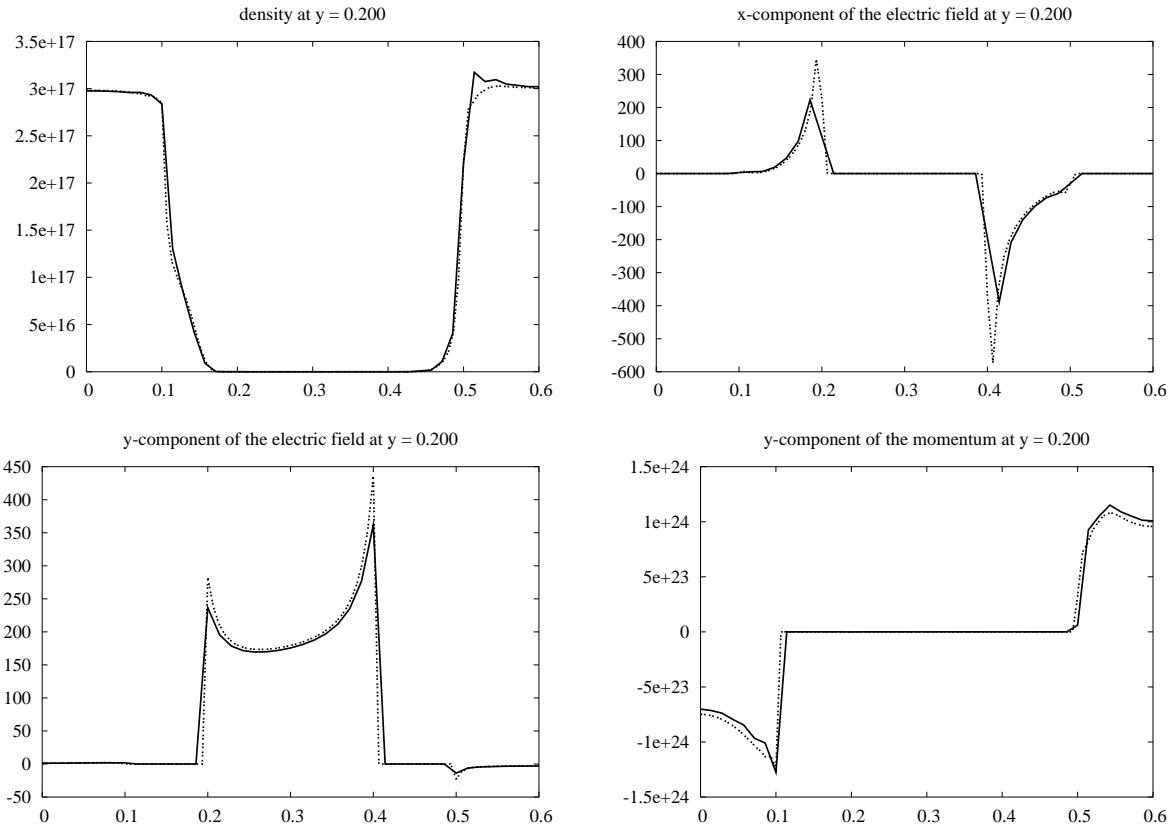 density at y = 0.200
3.5e+17
3e+17
2.5e+17
2e+17
1.5e+17
1e+17
5e+16
0
0 0.1 0.2 0.3 0.4 0.5 0.6
x-component of the electric field at y = 0.200
400
300
200
100
0
-100
-200
-300
-400
-500
-600
0 0.1 0.2 0.3 0.4 0.5 0.6
y-component of the electric field at y = 0.200
450
400
350
300
250
200
150
100
50
0
-50
0 0.1 0.2 0.3 0.4 0.5 0.6
y-component of the momentum at y = 0.200
1.5e+24
1e+24
5e+23
0
-5e+23
-1e+24
-1.5e+24
0 0.1 0.2 0.3 0.4 0.5 0.6